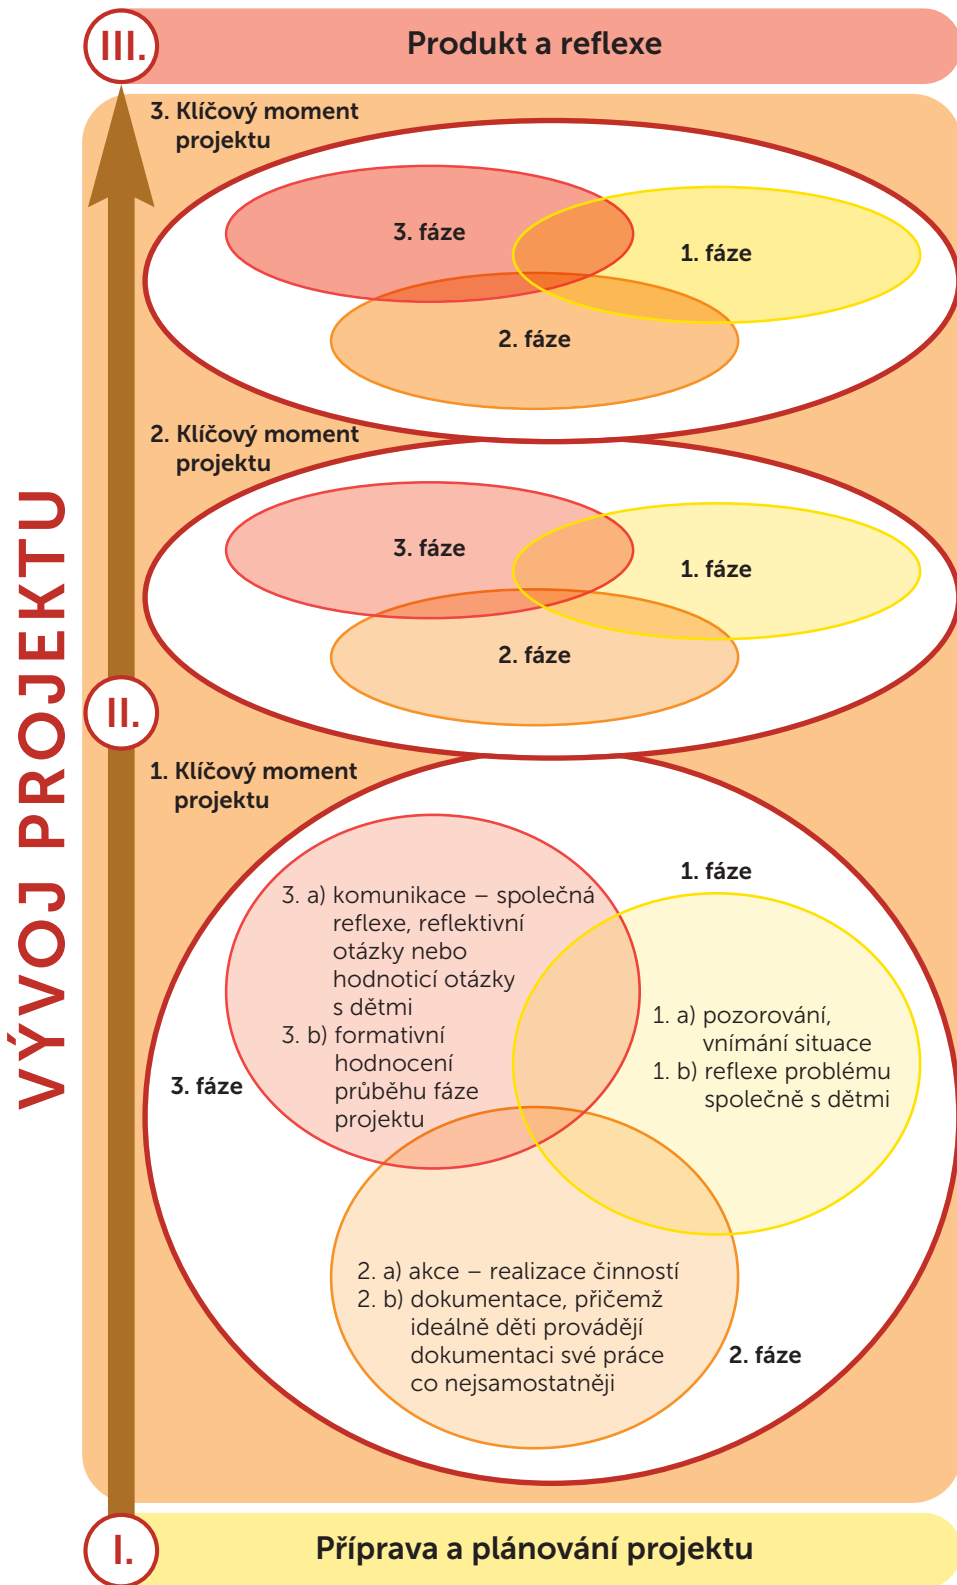 III.
Produkt a reflexe
3. Klíčový moment
projektu
3. fáze
1. fáze
2. fáze
2. Klíčový moment
projektu
3. fáze
1. fáze
2. fáze
VÝVOJ PROJEKTU
II.
1. Klíčový moment
projektu
1. fáze
3. a) komunikace – společná
reflexe, reflektivní
otázky nebo
hodnoticí otázky
s dětmi
3. b) formativní
hodnocení
průběhu fáze
projektu
3. fáze
1. a) pozorování,
vnímání situace
1. b) reflexe problému
společně s dětmi
2. a) akce – realizace činností
2. b) dokumentace, přičemž
ideálně děti provádějí
dokumentaci své práce
co nejsamostatněji
2. fáze
I.
Příprava a plánování projektu